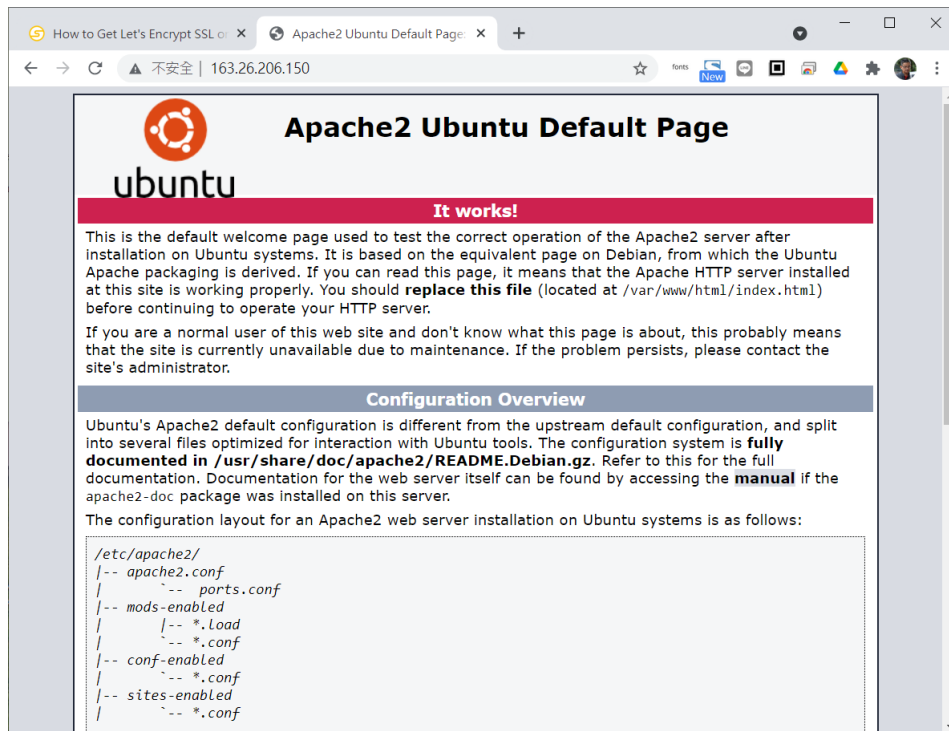 How to Get Let's Encrypt SSL or
Apache2 Ubuntu Default Page:
不安全 | 163.26.206.150
fonts
New
ubuntu
Apache2 Ubuntu Default Page
It works!
This is the default welcome page used to test the correct operation of the Apache2 server after
installation on Ubuntu systems. It is based on the equivalent page on Debian, from which the Ubuntu
Apache packaging is derived. If you can read this page, it means that the Apache HTTP server installed
at this site is working properly. You should replace this file (located at /var/www/html/index.html)
before continuing to operate your HTTP server.
If you are a normal user of this web site and don't know what this page is about, this probably means
that the site is currently unavailable due to maintenance. If the problem persists, please contact the
site's administrator.
Configuration Overview
Ubuntu's Apache2 default configuration is different from the upstream default configuration, and split
into several files optimized for interaction with Ubuntu tools. The configuration system is fully
documented in /usr/share/doc/apache2/README.Debian.gz. Refer to this for the full
documentation. Documentation for the web server itself can be found by accessing the manual if the
apache2-doc package was installed on this server.
The configuration layout for an Apache2 web server installation on Ubuntu systems is as follows:
/etc/apache2/
|-- apache2.conf
|       `--  ports.conf
|-- mods-enabled
|       |-- *.load
|       `-- *.conf
|-- conf-enabled
|       `-- *.conf
|-- sites-enabled
|       `-- *.conf